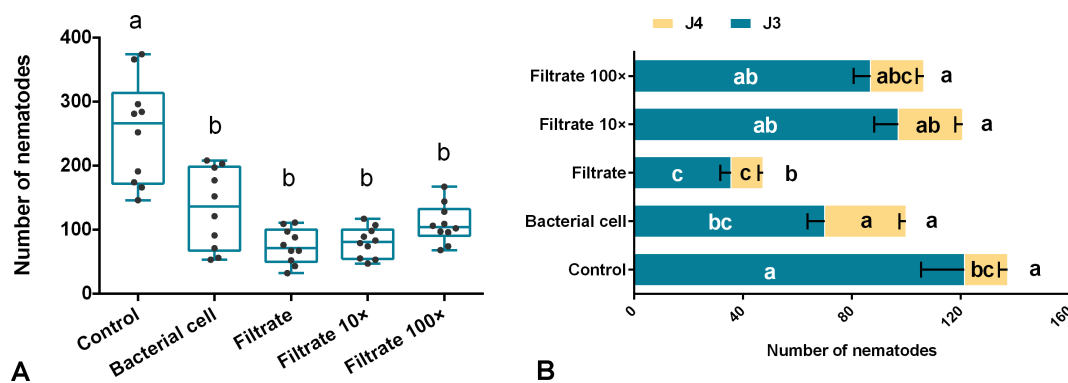 Number of nematodes
400
300
200
100
0
a
b
b
b
b
Control
Bacterial cell
Filtrate
Filtrate 10×
Filtrate 100×
A
J4
J3
Filtrate 100×
ab
abc
a
Filtrate 10×
ab
ab
a
Filtrate
c
c
b
Bacterial cell
bc
a
a
Control
a
bc
a
0
40
80
120
160
Number of nematodes
B